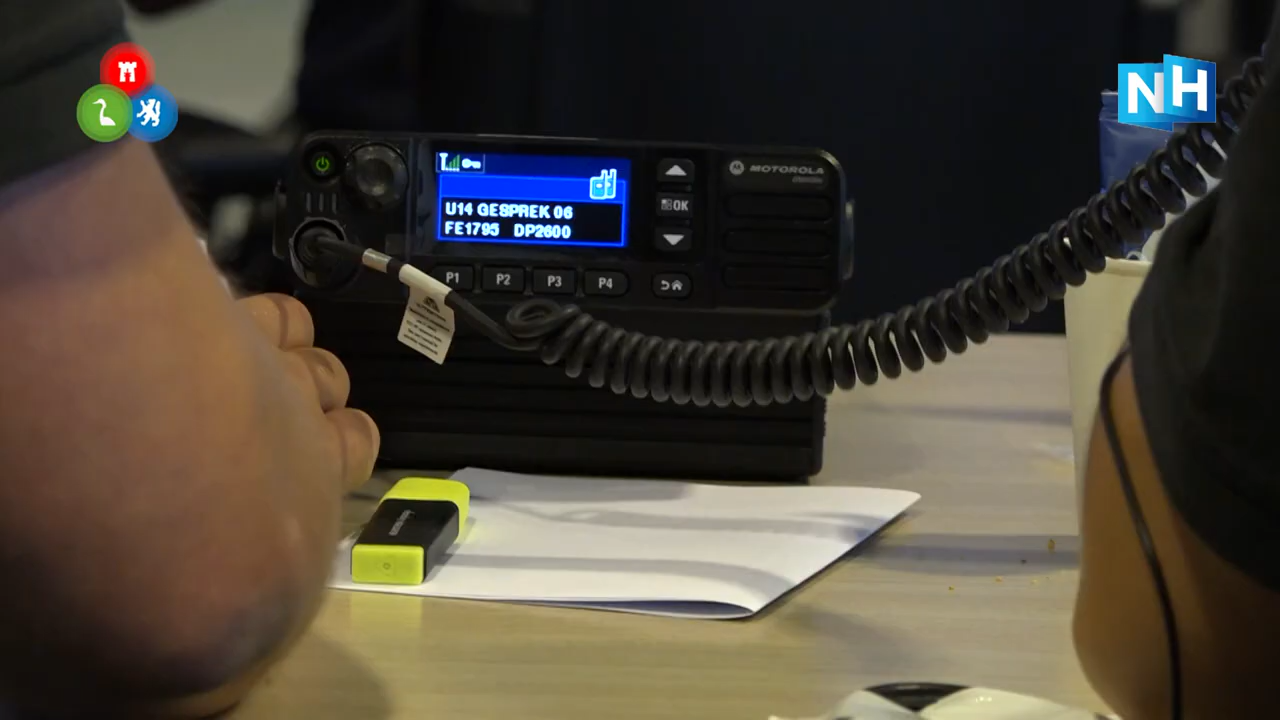 NH
MOTOROLA
U14 GESPREK 06
FE1795 DP2600
OK
P1 P2 P3 P4